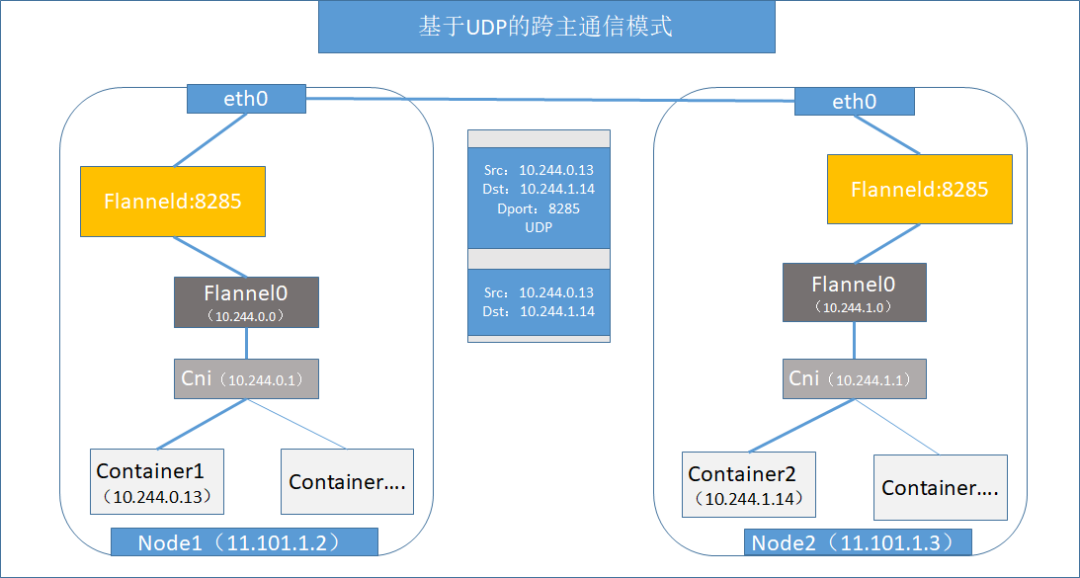 基于UDP的跨主通信模式
eth0
eth0
Flanneld:8285
Flanneld:8285
Src：10.244.0.13
Dst：10.244.1.14
Dport：8285
UDP
Src：10.244.0.13
Dst：10.244.1.14
Flannel0
（10.244.0.0）
Flannel0
（10.244.1.0）
Cni（10.244.0.1）
Cni（10.244.1.1）
Container1
（10.244.0.13）
Container....
Container2
（10.244.1.14）
Container....
Node1（11.101.1.2）
Node2（11.101.1.3）